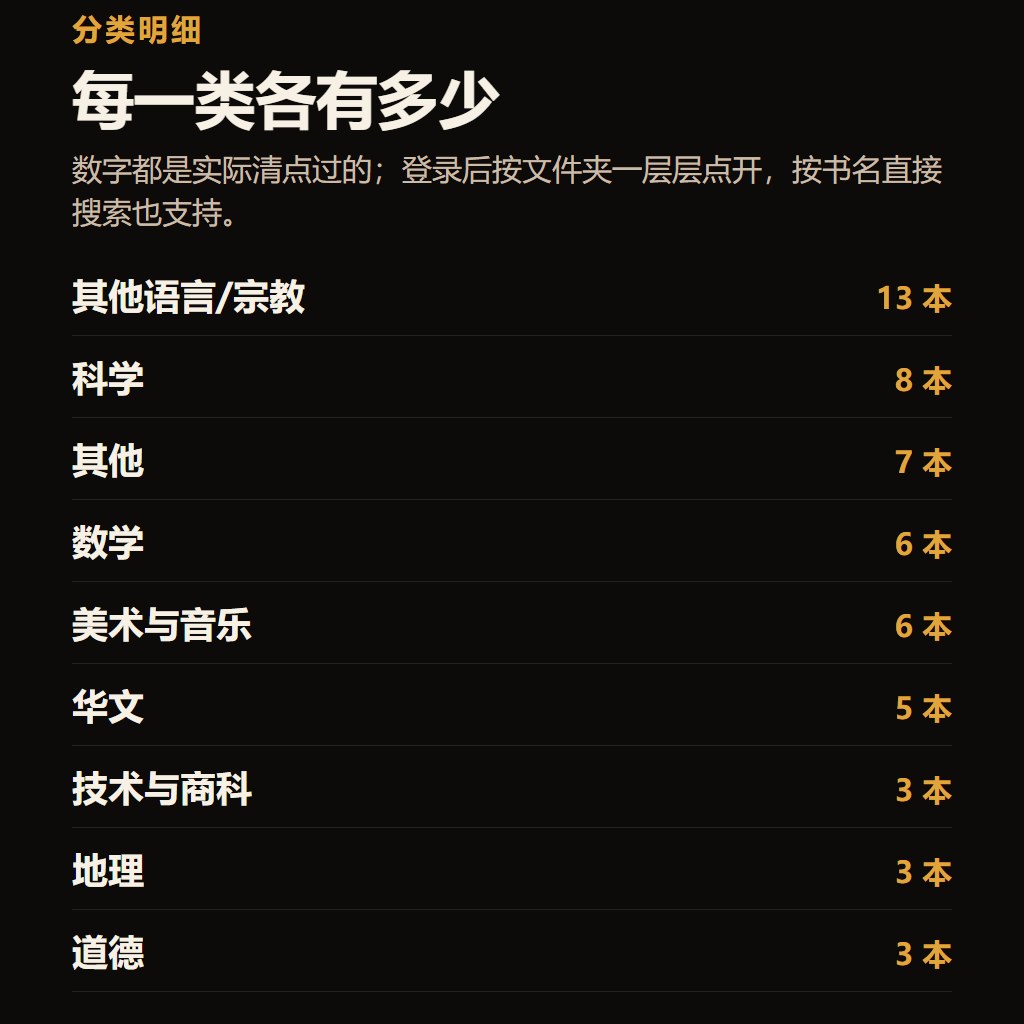 分类明细
每一类各有多少
数字都是实际清点过的；登录后按文件夹一层层点开，按书名直接
搜索也支持。
其他语言/宗教 13 本
科学 8 本
其他 7 本
数学 6 本
美术与音乐 6 本
华文 5 本
技术与商科 3 本
地理 3 本
道德 3 本